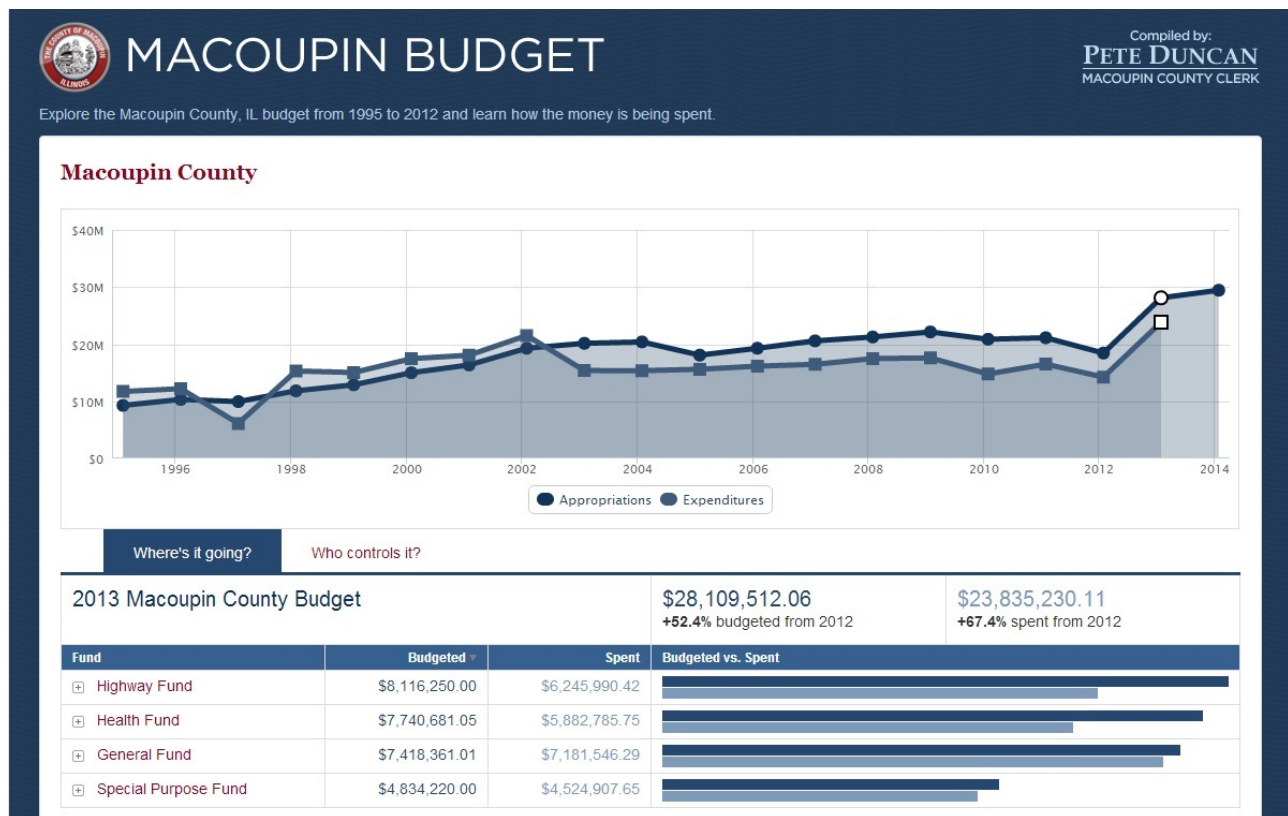 THE COUNTY OF MACOUPIN
ILLINOIS
MACOUPIN BUDGET
Compiled by:
PETE DUNCAN
MACOUPIN COUNTY CLERK
Explore the Macoupin County, IL budget from 1995 to 2012 and learn how the money is being spent.
Macoupin County
$40M
$30M
$20M
$10M
$0
1996 1998 2000 2002 2004 2006 2008 2010 2012 2014
Appropriations Expenditures
Where's it going? Who controls it?
2013 Macoupin County Budget $28,109,512.06 $23,835,230.11
+52.4% budgeted from 2012 +67.4% spent from 2012
Fund Budgeted Spent Budgeted vs. Spent
Highway Fund $8,116,250.00 $6,245,990.42
Health Fund $7,740,681.05 $5,882,785.75
General Fund $7,418,361.01 $7,181,546.29
Special Purpose Fund $4,834,220.00 $4,524,907.65